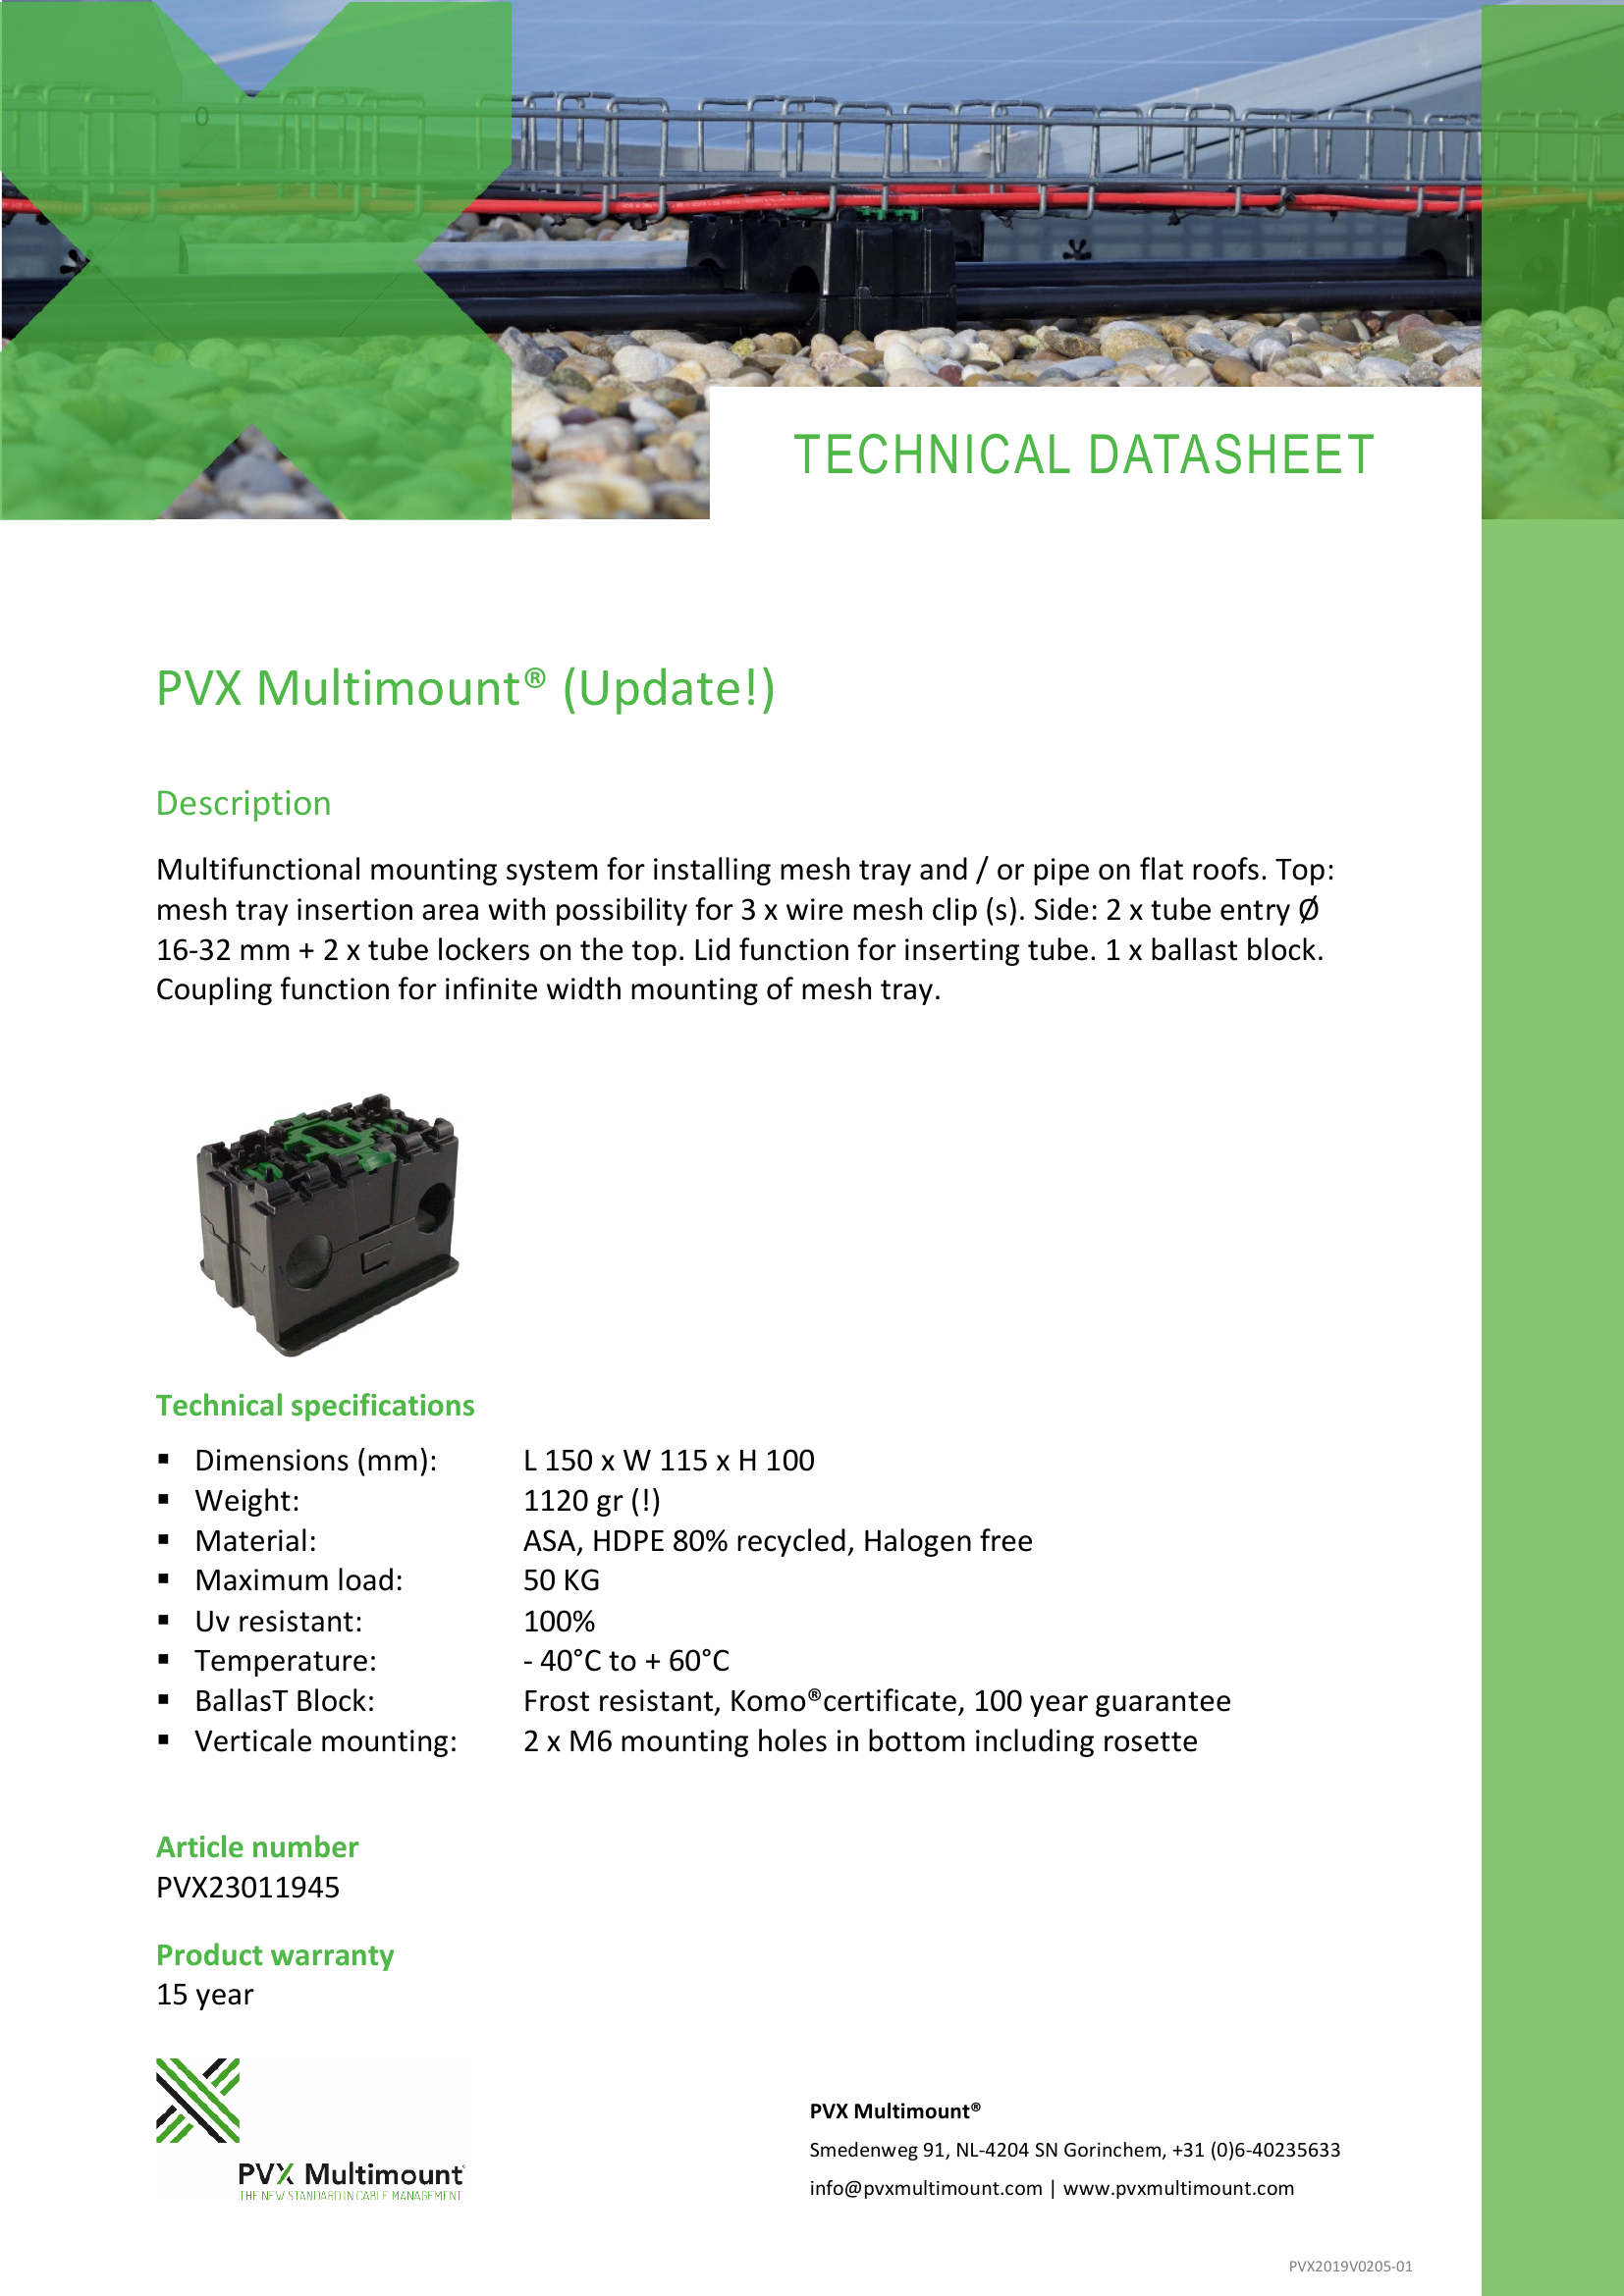 TECHNICAL DATASHEET
PVX Multimount® (Update!)
Description
Multifunctional mounting system for installing mesh tray and / or pipe on flat roofs. Top:
mesh tray insertion area with possibility for 3 x wire mesh clip (s). Side: 2 x tube entry Ø
16-32 mm + 2 x tube lockers on the top. Lid function for inserting tube. 1 x ballast block.
Coupling function for infinite width mounting of mesh tray.
Technical specifications
▪ Dimensions (mm): L 150 x W 115 x H 100
▪ Weight: 1120 gr (!)
▪ Material: ASA, HDPE 80% recycled, Halogen free
▪ Maximum load: 50 KG
▪ Uv resistant: 100%
▪ Temperature: - 40°C to + 60°C
▪ BallasT Block: Frost resistant, Komo®certificate, 100 year guarantee
▪ Verticale mounting: 2 x M6 mounting holes in bottom including rosette
Article number
PVX23011945
Product warranty
15 year
PVX Multimount®
THE NEW STANDARD IN CABLE MANAGEMENT
PVX Multimount®
Smedenweg 91, NL-4204 SN Gorinchem, +31 (0)6-40235633
info@pvxmultimount.com | www.pvxmultimount.com
PVX2019V0205-01